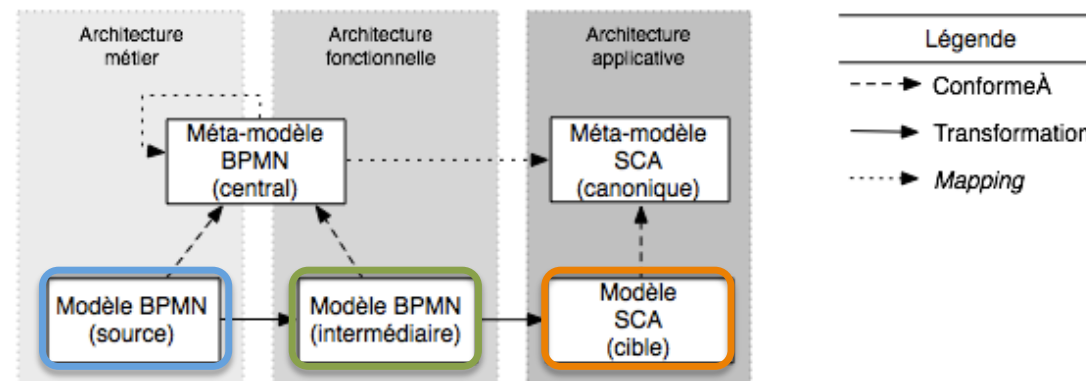 Architecture
métier
Architecture
fonctionnelle
Architecture
applicative
Légende
ConformeÀ
Transformation
Mapping
Méta-modèle
BPMN
(central)
Méta-modèle
SCA
(canonique)
Modèle BPMN
(source)
Modèle BPMN
(intermédiaire)
Modèle
SCA
(cible)